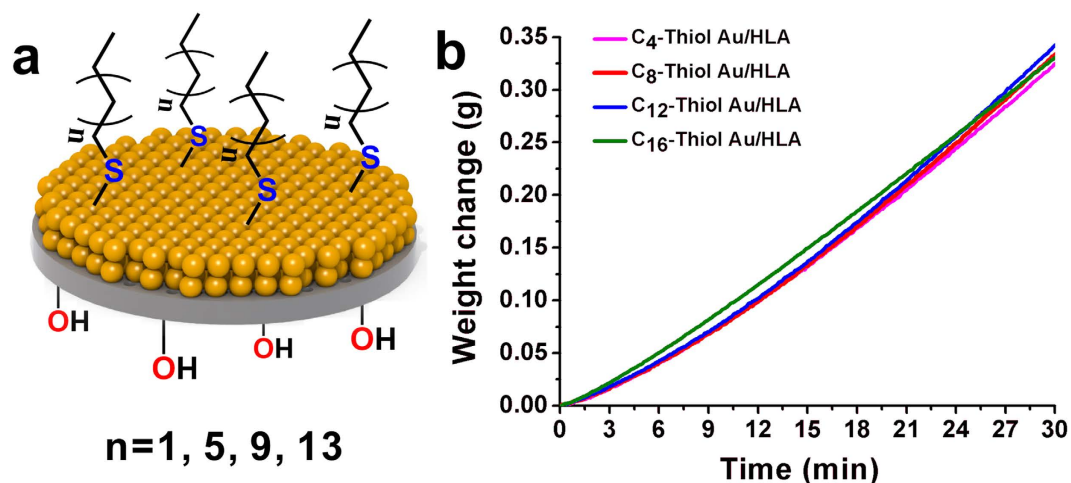 a
n
n
n
n
S
S
S
S
OH
OH
OH
OH
n=1, 5, 9, 13
b
C4-Thiol Au/HLA
C8-Thiol Au/HLA
C12-Thiol Au/HLA
C16-Thiol Au/HLA
Weight change (g)
0.35
0.30
0.25
0.20
0.15
0.10
0.05
0.00
0 3 6 9 12 15 18 21 24 27 30
Time (min)